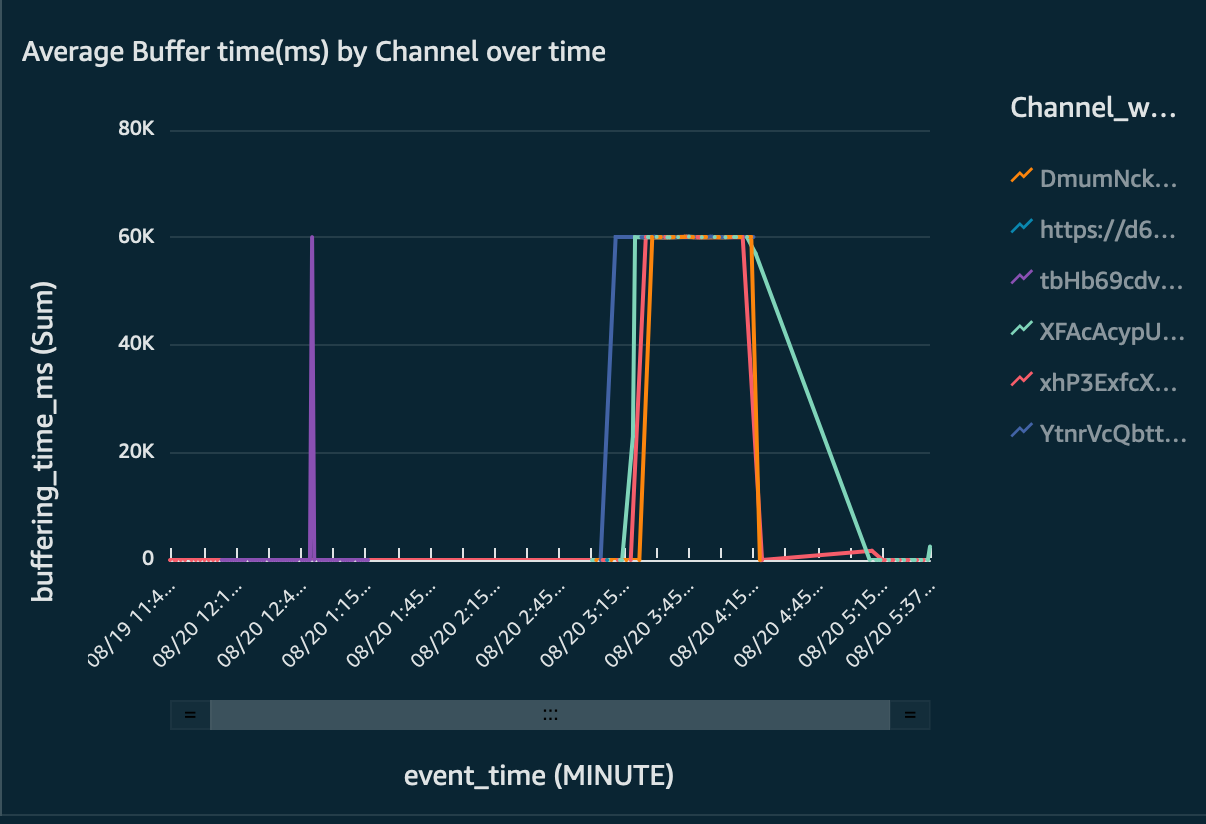 Average Buffer time(ms) by Channel over time
Channel_w...
DmumNck...
https://d6...
tbHb69cdv...
XFAcAcypU...
xhP3ExfcX...
YtnrVcQbtt...
buffering_time_ms (Sum)
80K
60K
40K
20K
0
08/19 11:4...
08/20 12:1...
08/20 12:4...
08/20 1:15...
08/20 1:45...
08/20 2:15...
08/20 2:45...
08/20 3:15...
08/20 3:45...
08/20 4:15...
08/20 4:45...
08/20 5:15...
08/20 5:37...
event_time (MINUTE)